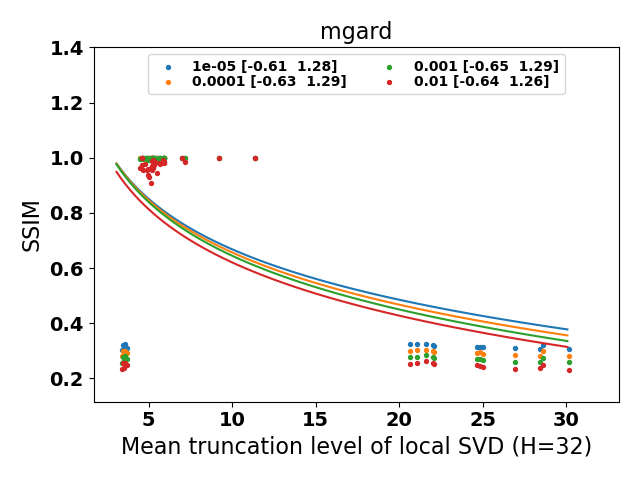 mgard
1e-05 [-0.61  1.28]
0.0001 [-0.63  1.29]
0.001 [-0.65  1.29]
0.01 [-0.64  1.26]
1.4
1.2
1.0
0.8
0.6
0.4
0.2
SSIM
5 10 15 20 25 30
Mean truncation level of local SVD (H=32)